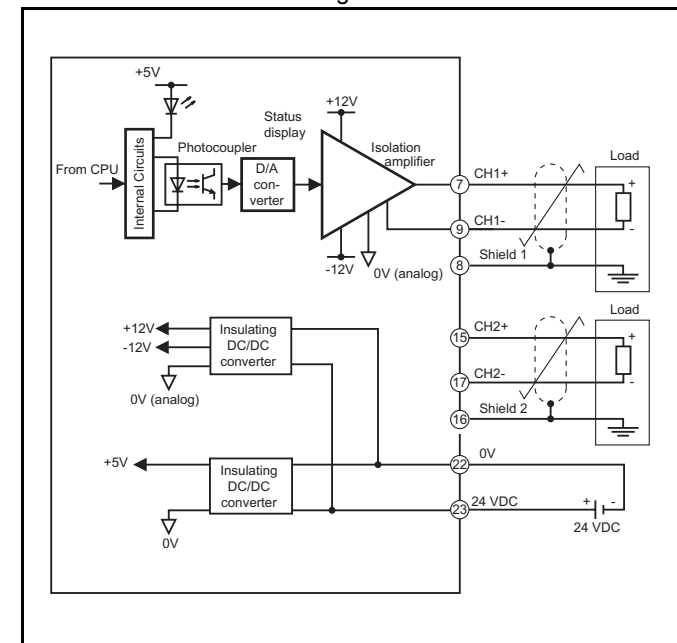 +5V
Status
display
+12V
Isolation
amplifier
Photocoupler
From CPU
Internal Circuits
D/A
con-
verter
-12V
0V (analog)
7
CH1+
9
CH1-
8
Shield 1
Load
+
-
+12V
-12V
0V (analog)
Insulating
DC/DC
converter
15
CH2+
17
CH2-
16
Shield 2
Load
+
-
+5V
0V
Insulating
DC/DC
converter
22
0V
23
24 VDC
+
-
24 VDC